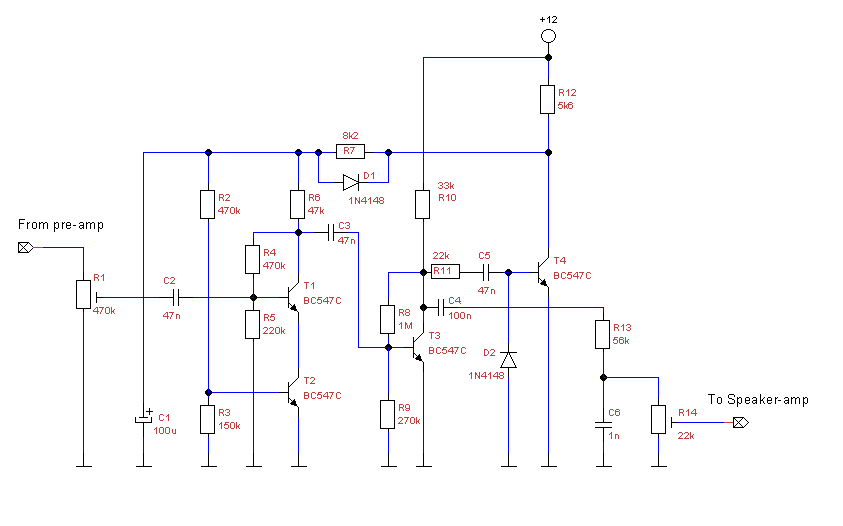 +12
R12
5k6
8k2
R7
D1
1N4148
33k
R10
R2
470k
R6
47k
From pre-amp
C3
47n
R4
470k
22k
R11
C5
47n
T4
BC547C
R1
470k
C2
47n
T1
BC547C
R5
220k
C4
100n
R8
1M
T3
BC547C
R13
56k
D2
1N4148
T2
BC547C
To Speaker-amp
+
C1
100u
R3
150k
R9
270k
C6
1n
R14
22k